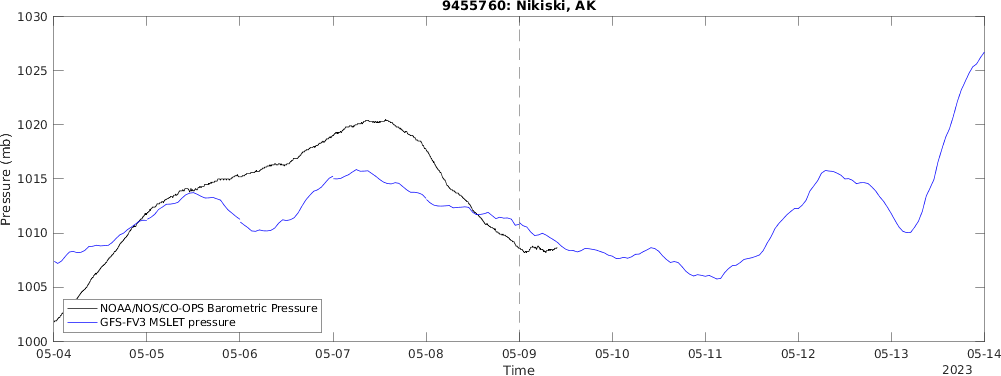 9455760: Nikiski, AK
Pressure (mb)
1030
1025
1020
1015
1010
1005
1000
NOAA/NOS/CO-OPS Barometric Pressure
GFS-FV3 MSLET pressure
05-04 05-05 05-06 05-07 05-08 05-09 05-10 05-11 05-12 05-13 05-14
Time
2023